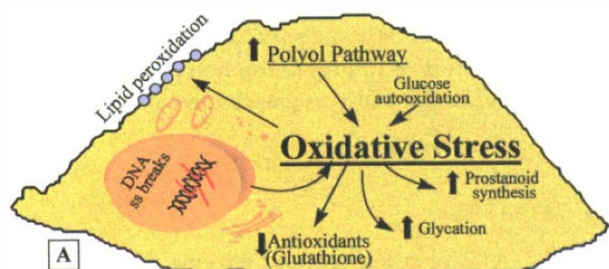 Lipid peroxidation
Polyol Pathway
Glucose
autooxidation
Oxidative Stress
DNA
ss breaks
Prostanoid
synthesis
Glycation
Antioxidants
(Glutathione)
A